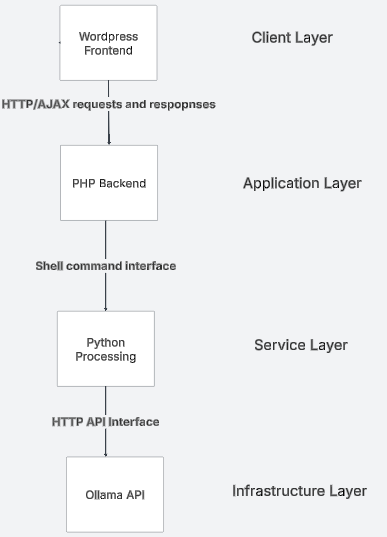 Wordpress
Frontend
Client Layer
HTTP/AJAX requests and respopnses
PHP Backend
Application Layer
Shell command interface
Python
Processing
Service Layer
HTTP API Interface
Ollama API
Infrastructure Layer